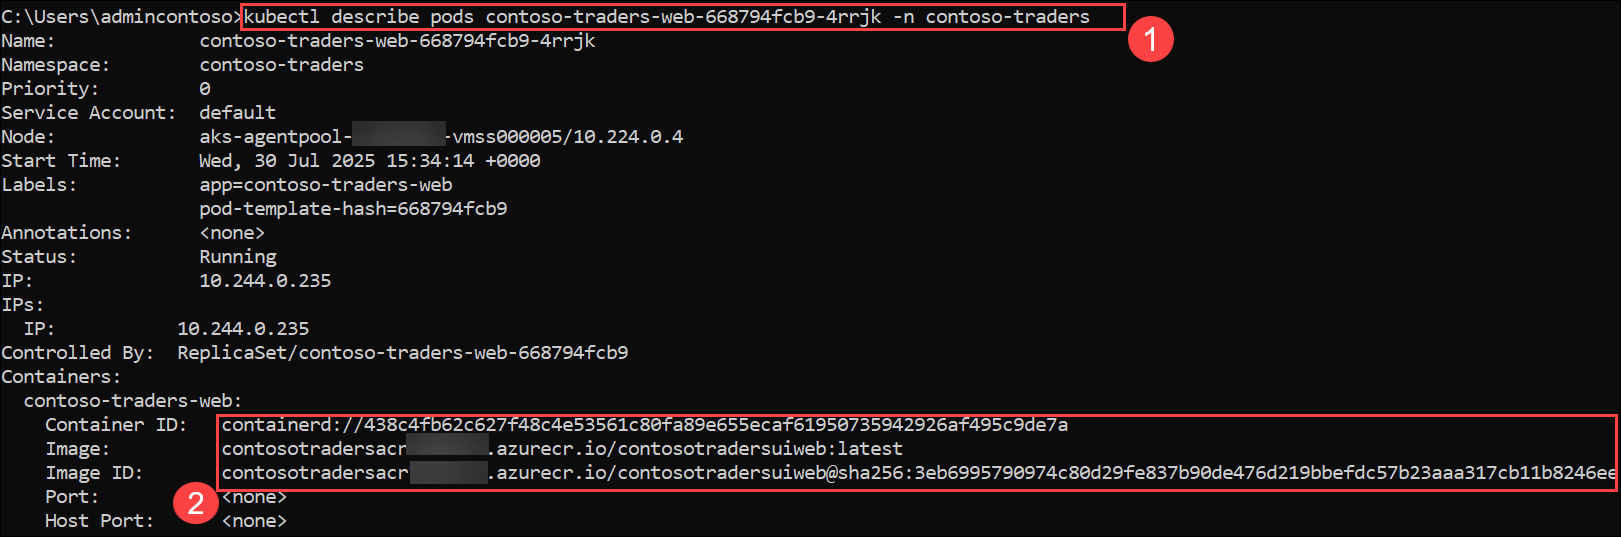 C:\Users\admincontoso>kubectl describe pods contoso-traders-web-668794fcb9-4rrjk -n contoso-traders
1
Name: contoso-traders-web-668794fcb9-4rrjk
Namespace: contoso-traders
Priority: 0
Service Account: default
Node: aks-agentpool- -vmss000005/10.224.0.4
Start Time: Wed, 30 Jul 2025 15:34:14 +0000
Labels: app=contoso-traders-web
pod-template-hash=668794fcb9
Annotations: <none>
Status: Running
IP: 10.244.0.235
IPs:
IP: 10.244.0.235
Controlled By: ReplicaSet/contoso-traders-web-668794fcb9
Containers:
contoso-traders-web:
Container ID: containerd://438c4fb62c627f48c4e53561c80fa89e655ecaf61950735942926af495c9de7a
Image: contosotradersacr .azurecr.io/contosotradersuiweb:latest
Image ID: contosotradersacr .azurecr.io/contosotradersuiweb@sha256:3eb6995790974c80d29fe837b90de476d219bbefdc57b23aaa317cb11b8246ee
2
Port: <none>
Host Port: <none>